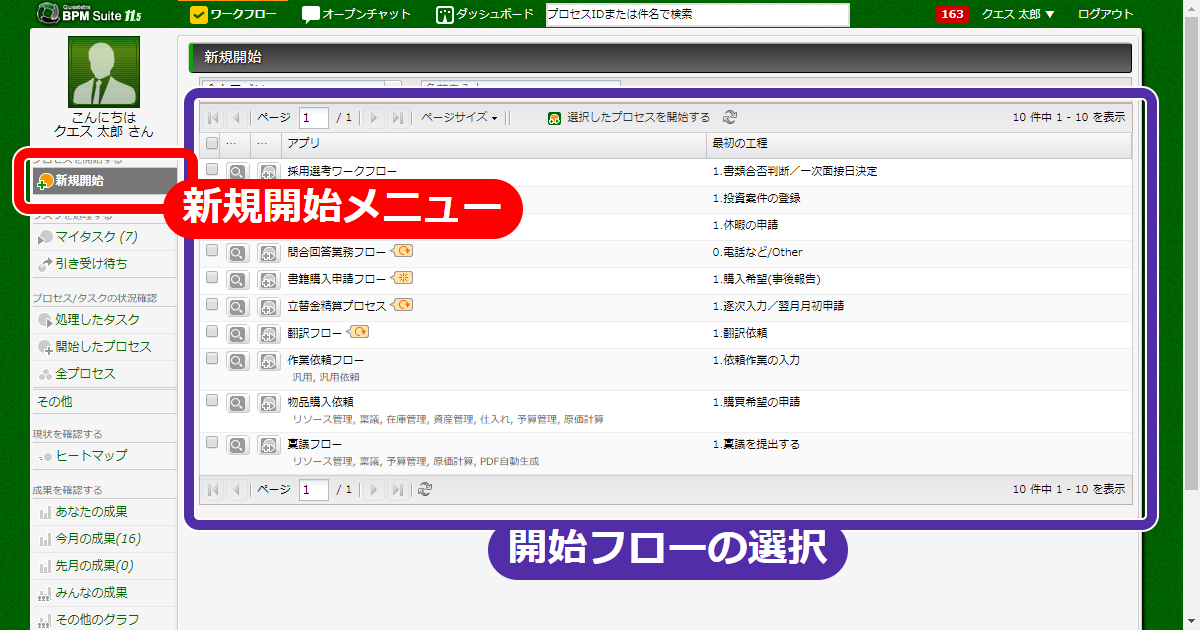 Questetra
BPM Suite 11.5
ワークフロー
オープンチャット
ダッシュボード
プロセスIDまたは件名で検索
163
クエス 太郎 ▼
ログアウト
こんにちは
クエス 太郎 さん
新規開始
マイタスク (7)
引き受け待ち
プロセス/タスクの状況確認
処理したタスク
開始したプロセス
全プロセス
その他
現状を確認する
ヒートマップ
成果を確認する
あなたの成果
今月の成果(16)
先月の成果(0)
みんなの成果
その他のグラフ
新規開始
ページ 1 / 1 ページサイズ 選択したプロセスを開始する 10 件中 1 - 10 を表示
... ... アプリ 最初の工程
採用選考ワークフロー 1.書類合否判断／一次面接日決定
1.投資案件の登録
1.休暇の申請
問合回答業務フロー 0.電話など/Other
書籍購入申請フロー 1.購入希望(事後報告)
立替金精算プロセス 1.逐次入力／翌月月初申請
翻訳フロー 1.翻訳依頼
作業依頼フロー 1.依頼作業の入力
汎用, 汎用依頼
物品購入依頼 1.購買希望の申請
リソース管理, 稟議, 在庫管理, 資産管理, 仕入れ, 予算管理, 原価計算
稟議フロー 1.稟議を提出する
リソース管理, 稟議, 予算管理, 原価計算, PDF自動生成
ページ 1 / 1 10 件中 1 - 10 を表示
新規開始メニュー
開始フローの選択